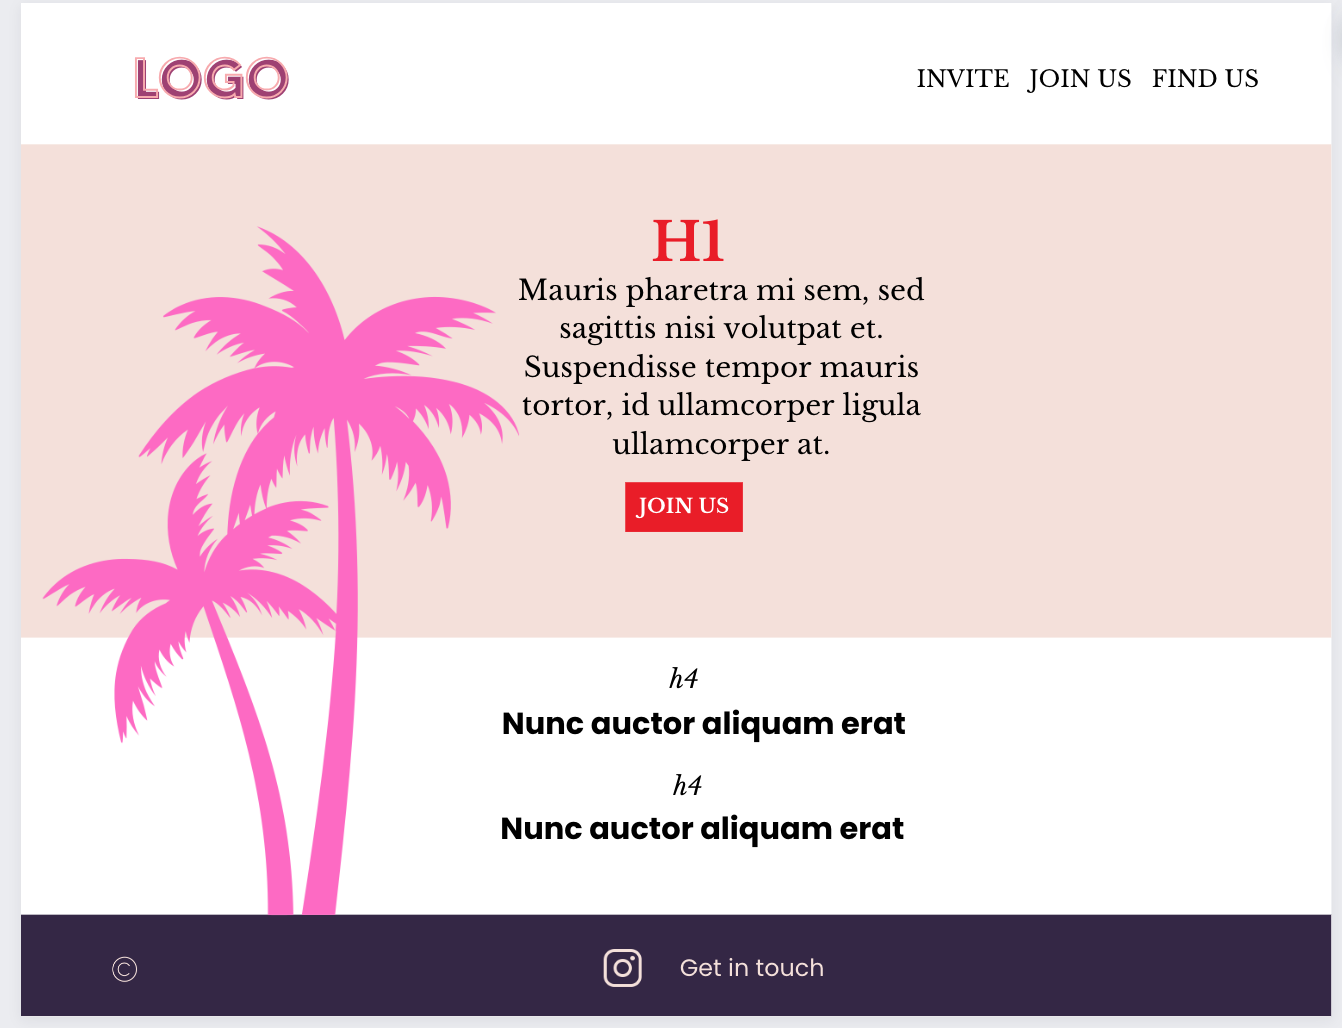 LOGO
INVITE JOIN US FIND US
H1
Mauris pharetra mi sem, sed
sagittis nisi volutpat et.
Suspendisse tempor mauris
tortor, id ullamcorper ligula
ullamcorper at.
JOIN US
h4
Nunc auctor aliquam erat
h4
Nunc auctor aliquam erat
© Get in touch